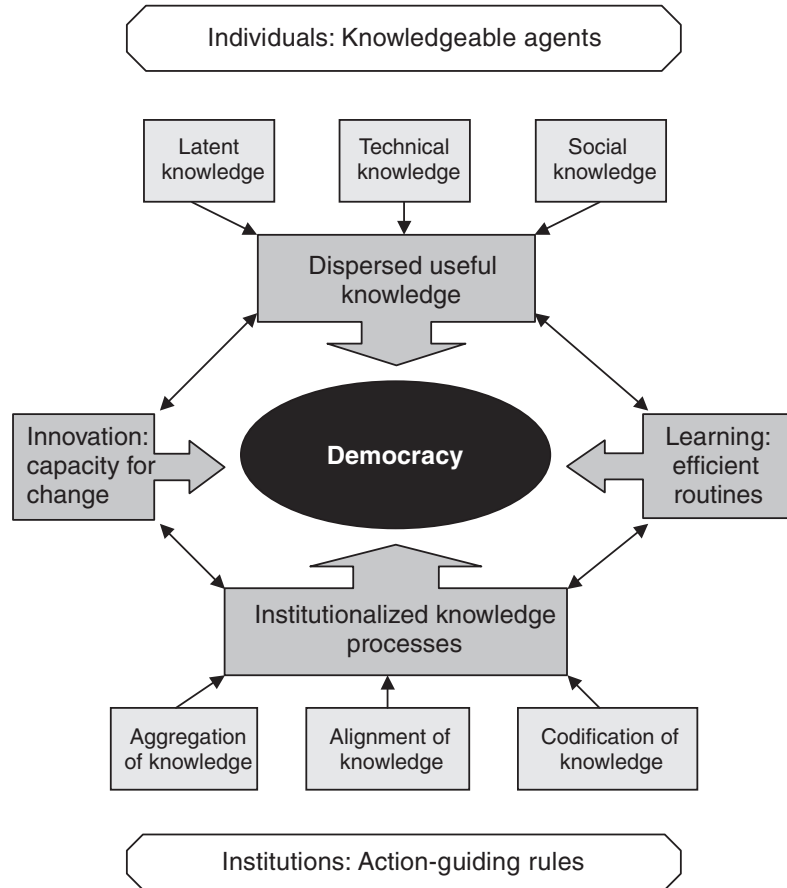 Individuals: Knowledgeable agents
Latent
knowledge
Technical
knowledge
Social
knowledge
Dispersed useful
knowledge
Innovation:
capacity for
change
Democracy
Learning:
efficient
routines
Institutionalized knowledge
processes
Aggregation
of knowledge
Alignment of
knowledge
Codification of
knowledge
Institutions: Action-guiding rules